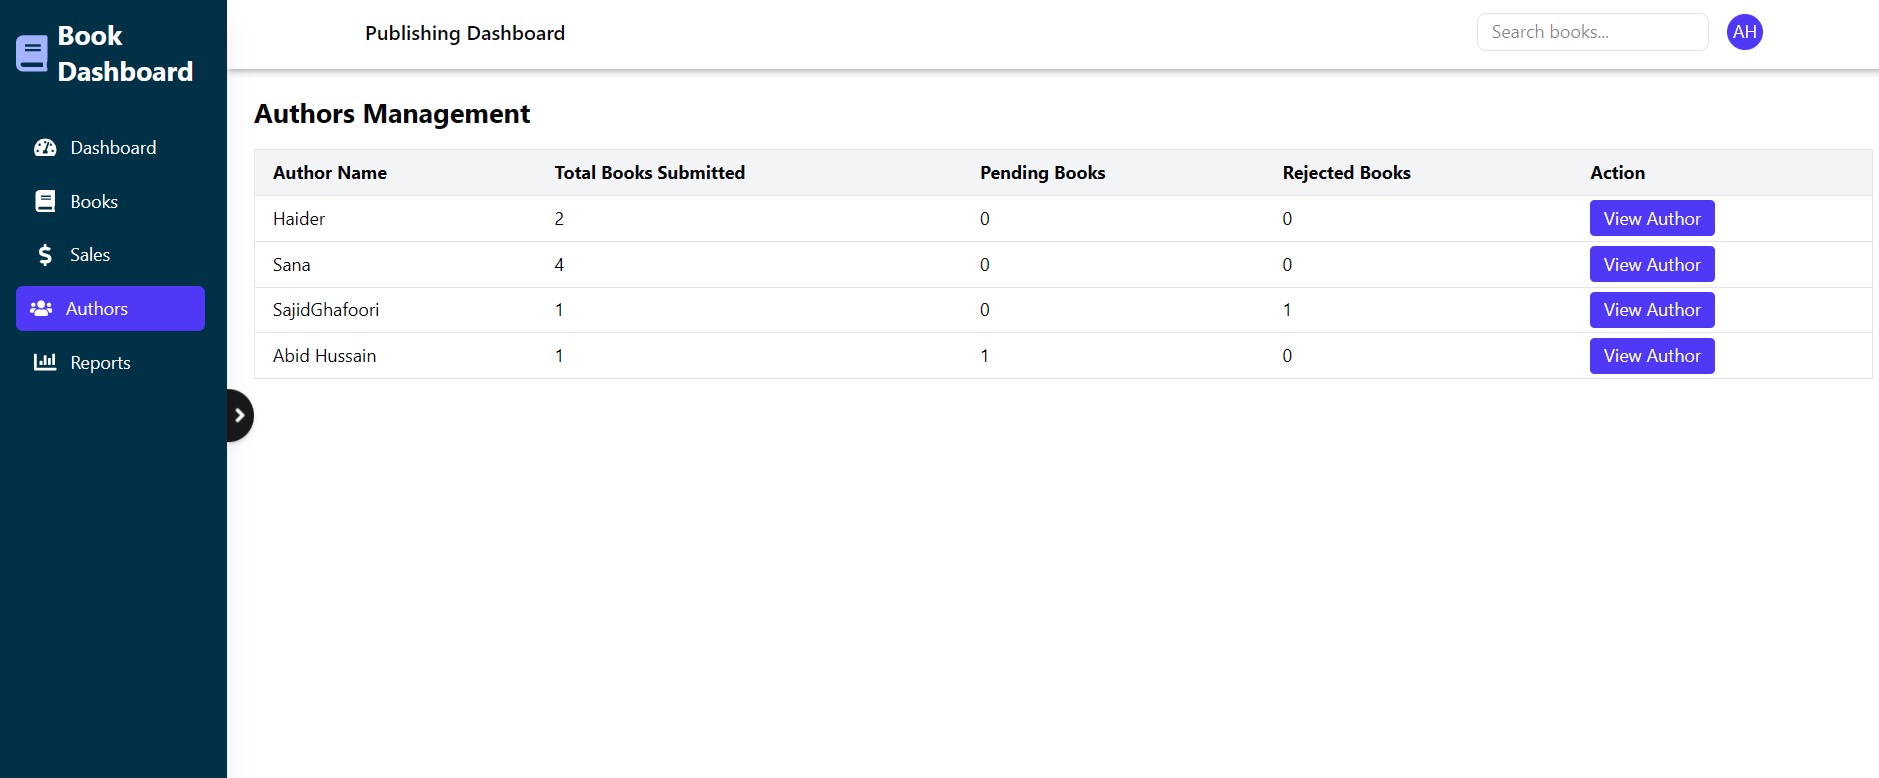 Book
Dashboard
Dashboard
Books
Sales
Authors
Reports
Publishing Dashboard
Search books...
AH
Authors Management
Author Name Total Books Submitted Pending Books Rejected Books Action
Haider 2 0 0 View Author
Sana 4 0 0 View Author
SajidGhafoori 1 0 1 View Author
Abid Hussain 1 1 0 View Author